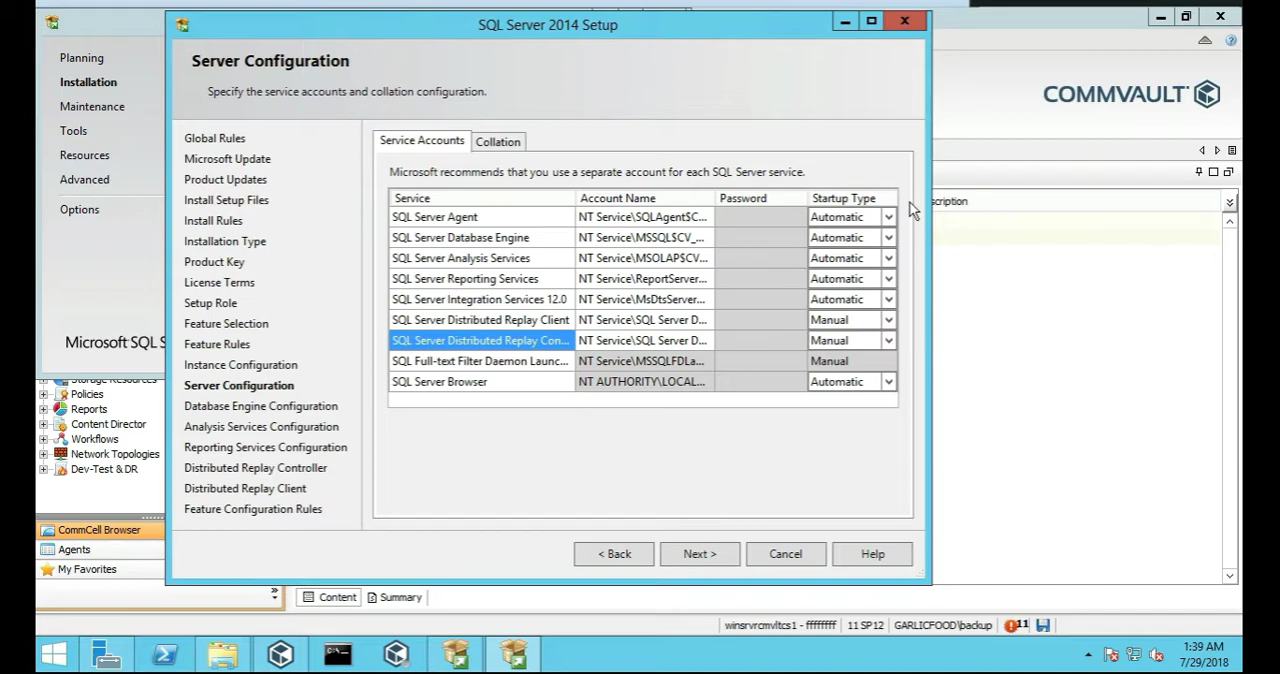 SQL Server 2014 Setup
Planning
Installation
Maintenance
Tools
Resources
Advanced
Options
Microsoft SQL S
Server Configuration
Specify the service accounts and collation configuration.
COMMVAULT
Global Rules
Microsoft Update
Product Updates
Install Setup Files
Install Rules
Installation Type
Product Key
License Terms
Setup Role
Feature Selection
Feature Rules
Instance Configuration
Server Configuration
Database Engine Configuration
Analysis Services Configuration
Reporting Services Configuration
Distributed Replay Controller
Distributed Replay Client
Feature Configuration Rules
Service Accounts Collation
Microsoft recommends that you use a separate account for each SQL Server service.
Service Account Name Password Startup Type
SQL Server Agent NT Service\SQLAgent$C... Automatic
SQL Server Database Engine NT Service\MSSQL$CV_... Automatic
SQL Server Analysis Services NT Service\MSOLAP$CV... Automatic
SQL Server Reporting Services NT Service\ReportServer... Automatic
SQL Server Integration Services 12.0 NT Service\MsDtsServer... Automatic
SQL Server Distributed Replay Client NT Service\SQL Server D... Manual
SQL Server Distributed Replay Con... NT Service\SQL Server D... Manual
SQL Full-text Filter Daemon Launc... NT Service\MSSQLFDLa... Manual
SQL Server Browser NT AUTHORITY\LOCAL... Automatic
< Back Next > Cancel Help
scription
Storage Resources
Policies
Reports
Content Director
Workflows
Network Topologies
Dev-Test & DR
CommCell Browser
Agents
My Favorites
Content Summary
winsrvrcmvltcs1 - ffffffff 11 SP12 GARLICFOOD\backup 11
1:39 AM
7/29/2018